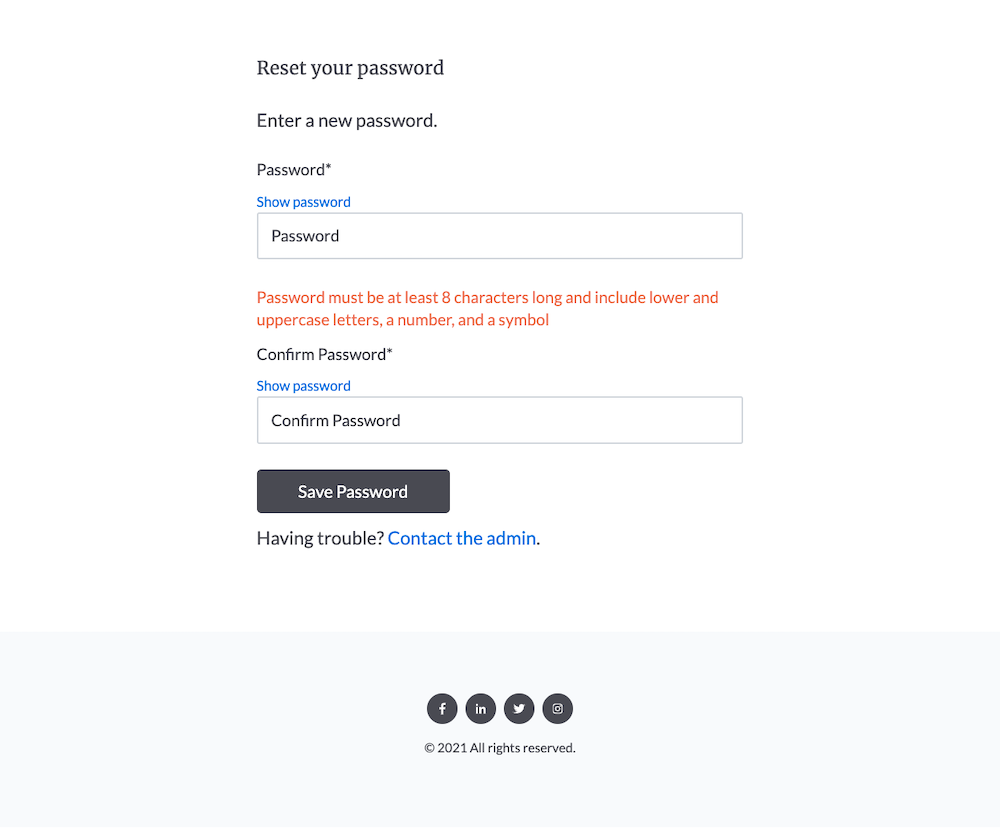 Reset your password
Enter a new password.
Password*
Show password
Password
Password must be at least 8 characters long and include lower and
uppercase letters, a number, and a symbol
Confirm Password*
Show password
Confirm Password
Save Password
Having trouble? Contact the admin.
© 2021 All rights reserved.